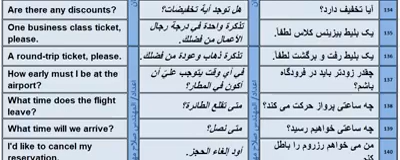 Are there any discounts? هل توجد أية تخفيضات؟ آیا تخفیف دارد؟ 134
One business class ticket, تذكرة واحدة في درجة رجال یک بلیط بیزینس کلاس لطفاً. 135
please. الأعمال من فضلك.
A round-trip ticket, please. تذكرة ذهاب وعودة من فضلك. یک بلیط رفت و برگشت لطفاً. 136
How early must I be at the في أي وقت يتوجب عليّ أن چقدر زودتر باید در فرودگاه 137
airport? أكون في المطار؟ باشم؟
What time does the flight متى تقلع الطائرة؟ چه ساعتی پرواز حرکت می کند؟ 138
leave?
What time will we arrive? متى نصل؟ چه ساعتی خواهیم رسید؟ 139
I'd like to cancel my أود إلغاء الحجز. من می خواهم رزروم را باطل 140
reservation. کنم.